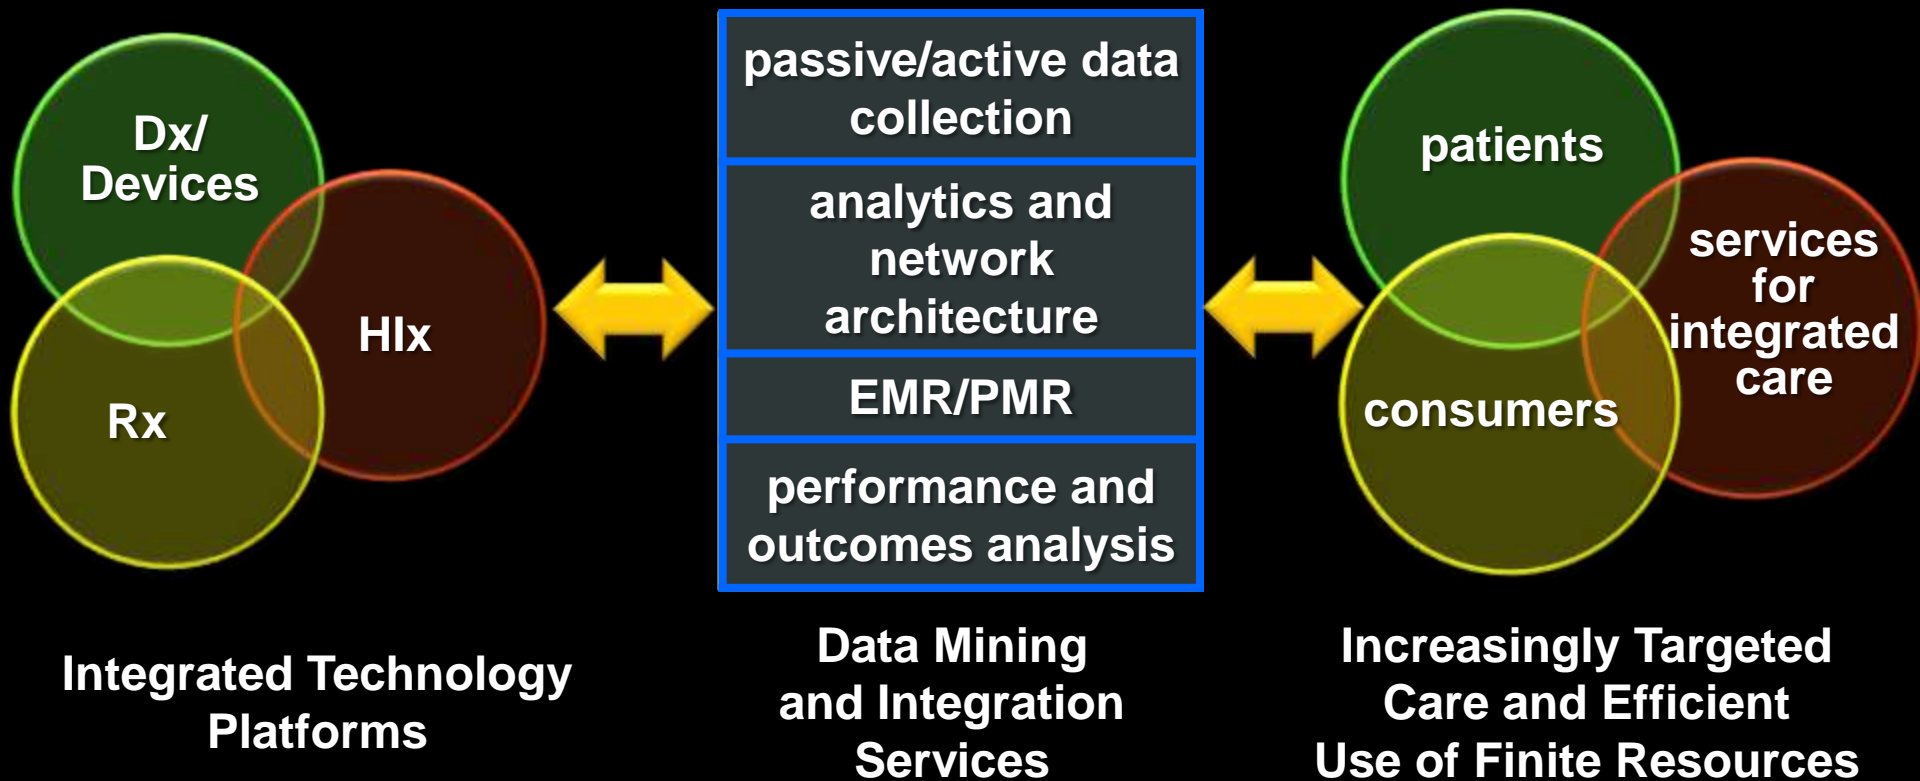 Dx/
Devices
HIx
Rx
Integrated Technology
Platforms
passive/active data
collection
analytics and
network
architecture
EMR/PMR
performance and
outcomes analysis
Data Mining
and Integration
Services
patients
services
for
integrated
care
consumers
Increasingly Targeted
Care and Efficient
Use of Finite Resources